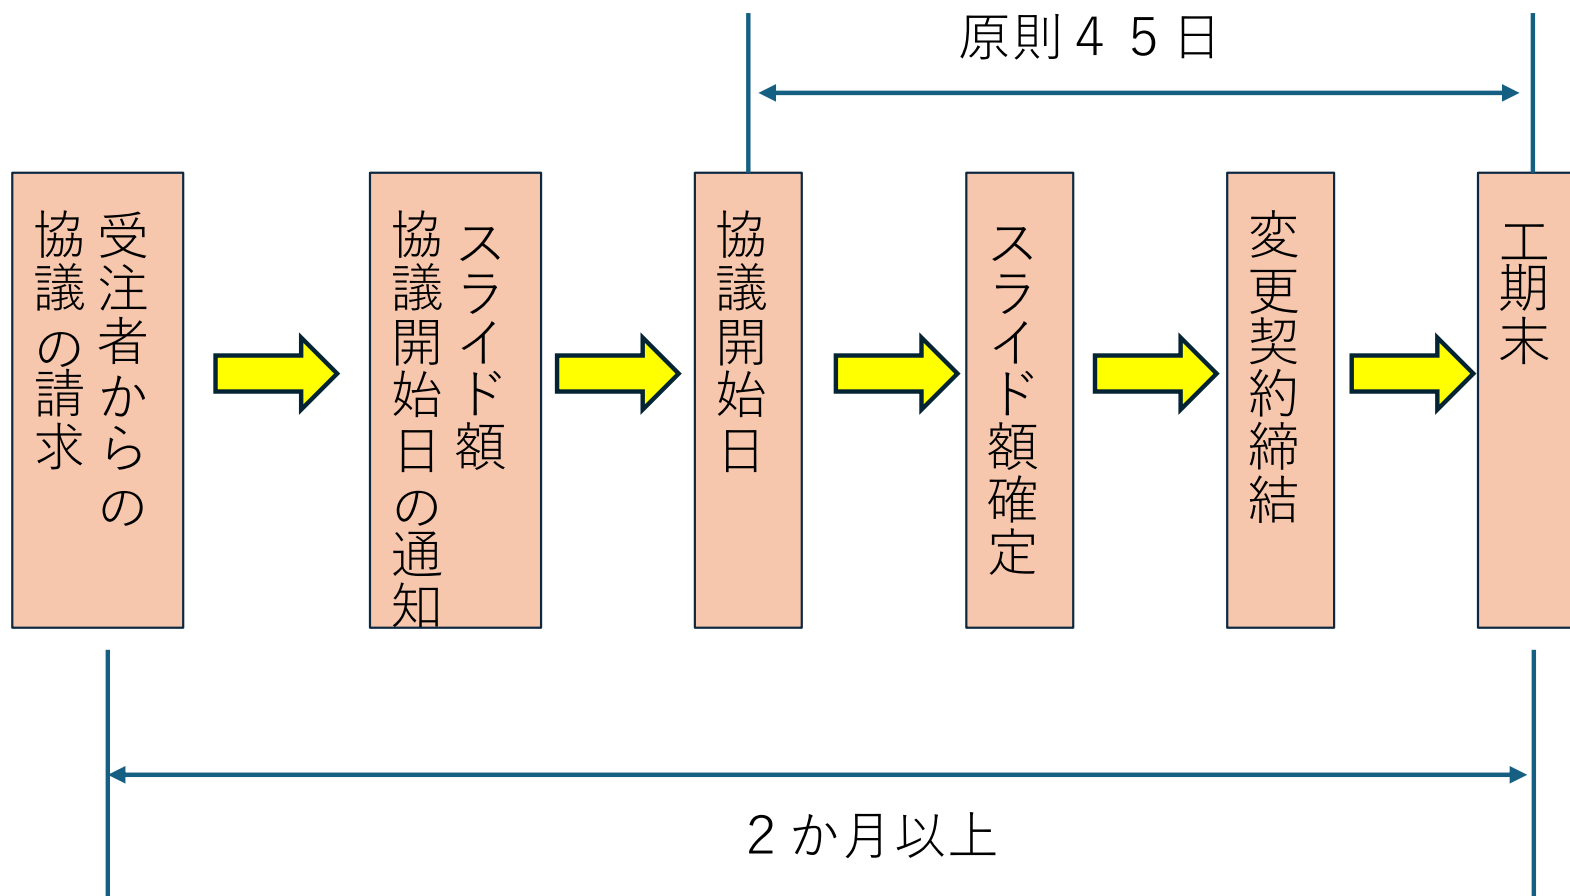 原則４５日
受注者からの
協議の請求
スライド額
協議開始日の通知
協議開始日
スライド額確定
変更契約締結
工期末
２か月以上